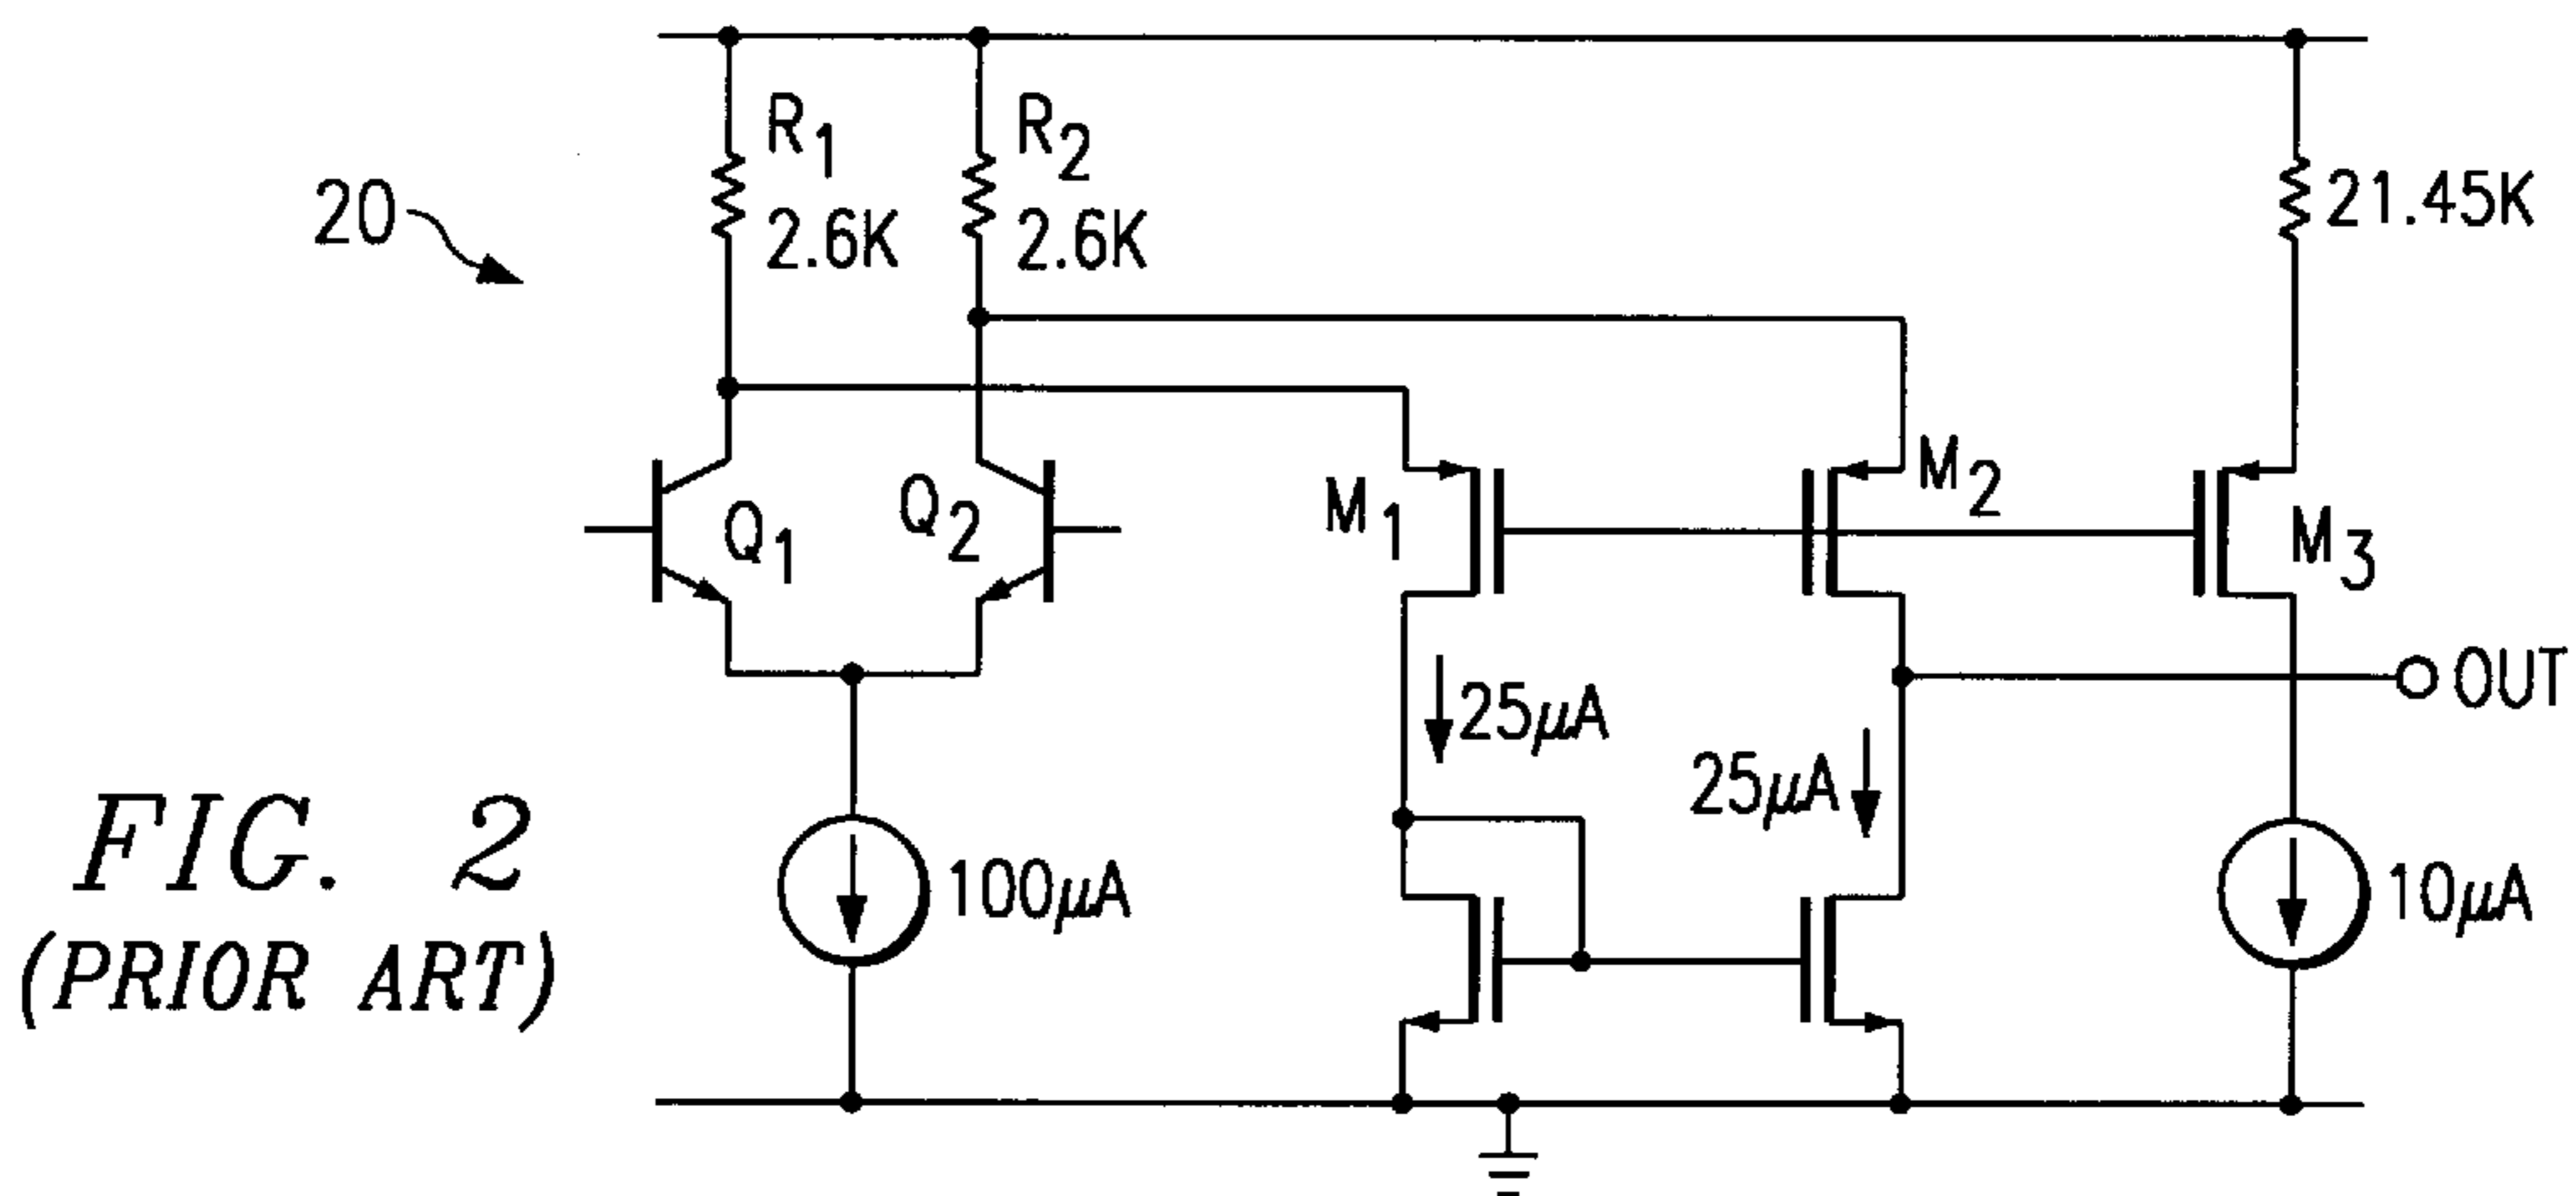 20
R1
2.6K
R2
2.6K
21.45K
Q1
Q2
M1
M2
M3
25μA
25μA
OUT
100μA
10μA
FIG. 2
(PRIOR ART)